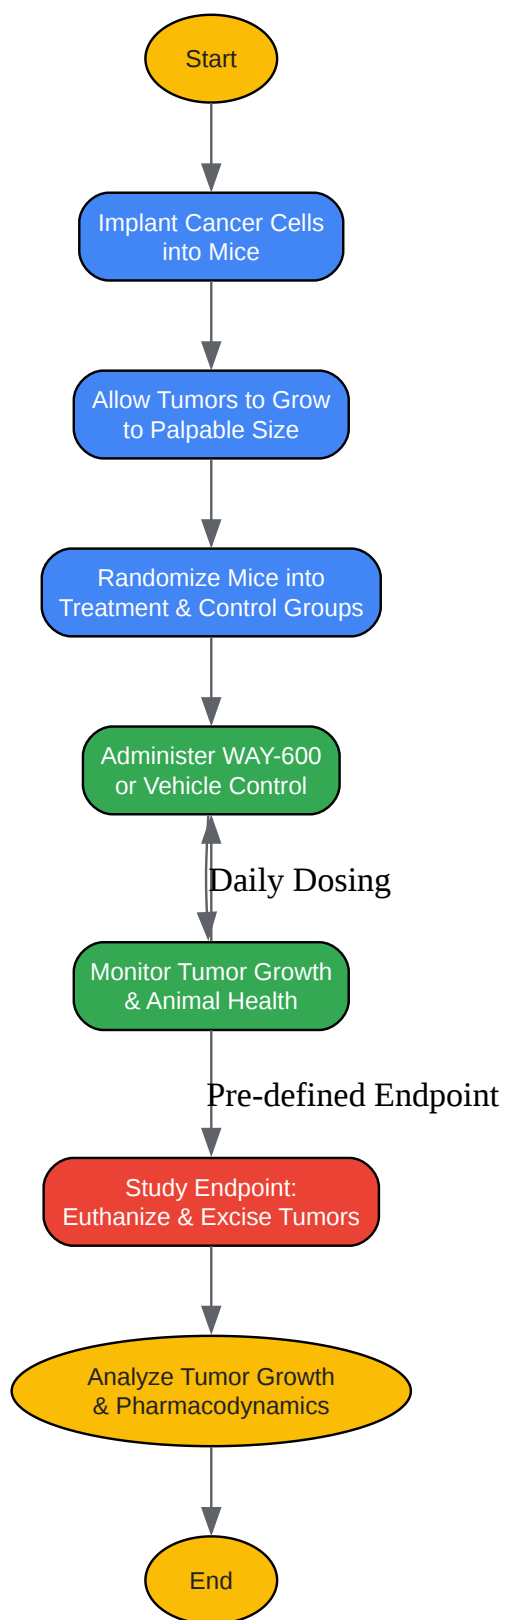 Start
Implant Cancer Cells
into Mice
Allow Tumors to Grow
to Palpable Size
Randomize Mice into
Treatment & Control Groups
Administer WAY-600
or Vehicle Control
Daily Dosing
Monitor Tumor Growth
& Animal Health
Pre-defined Endpoint
Study Endpoint:
Euthanize & Excise Tumors
Analyze Tumor Growth
& Pharmacodynamics
End